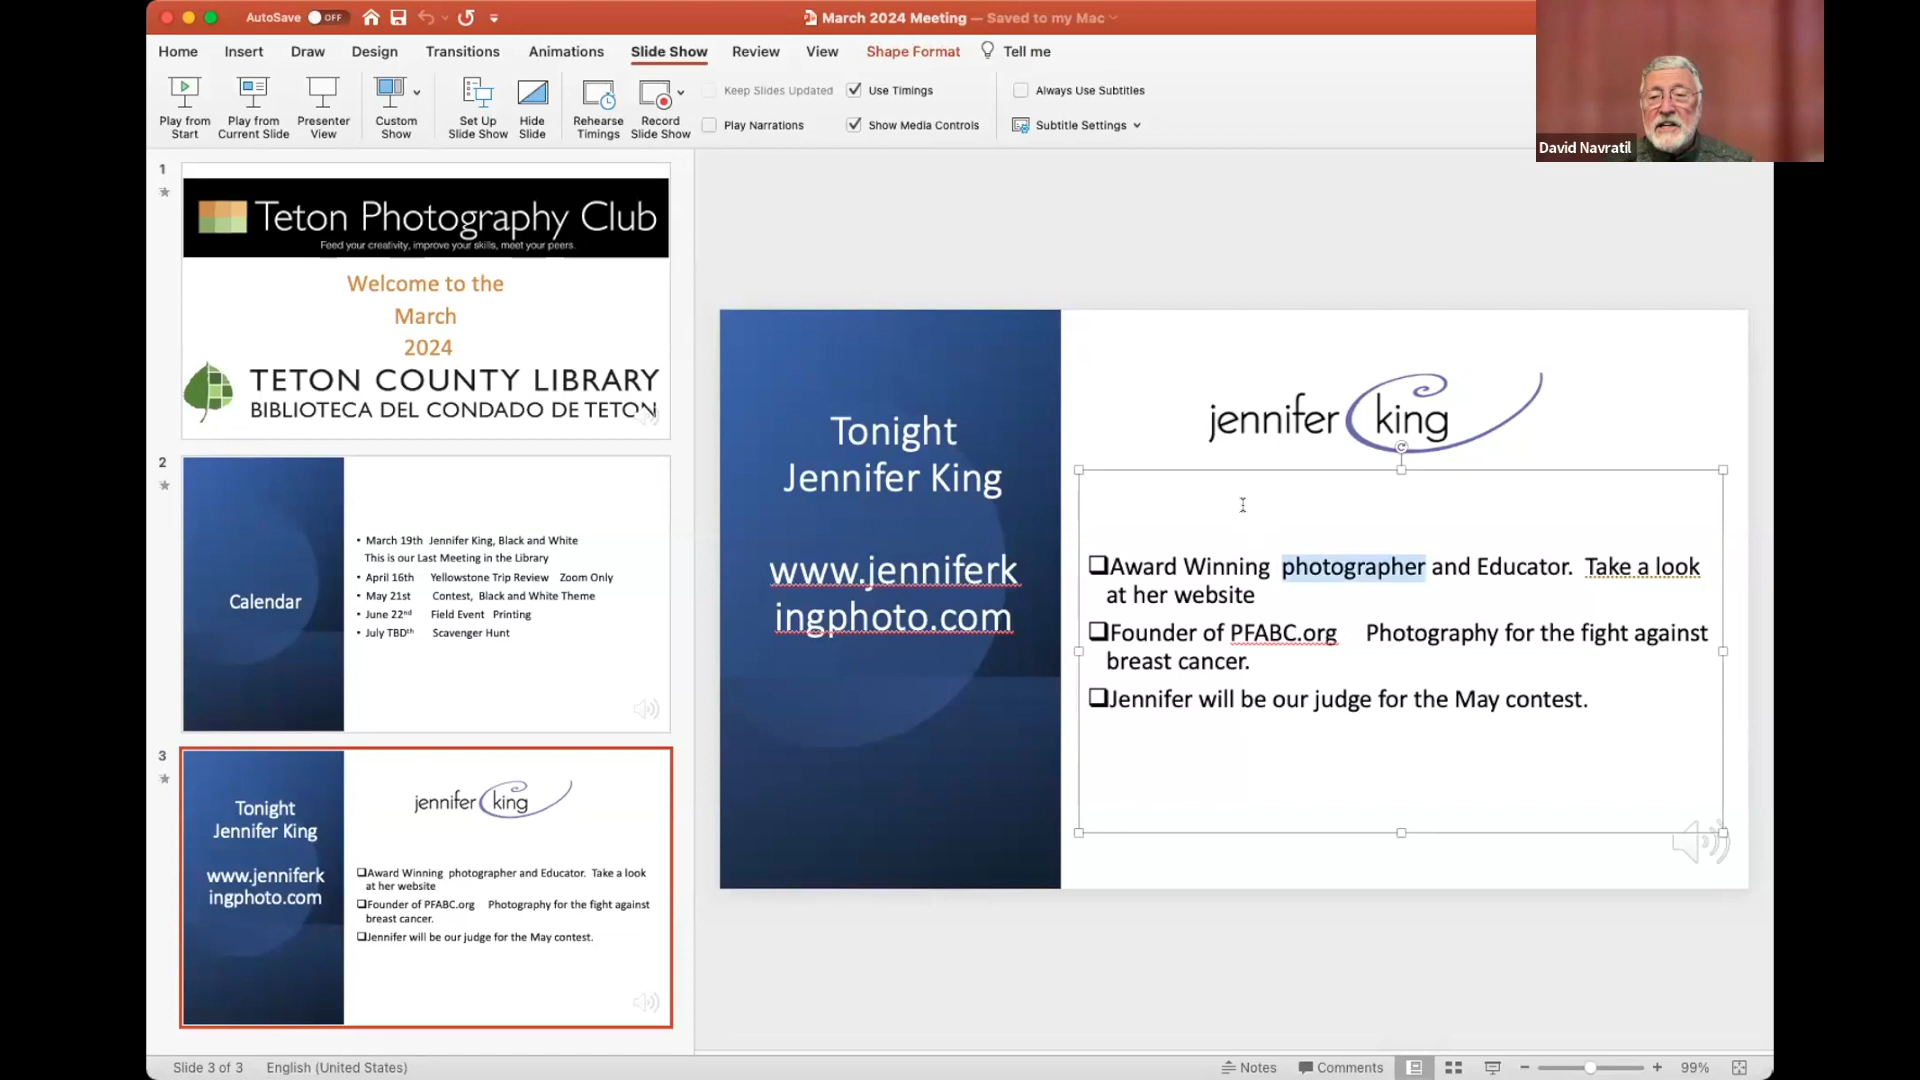 AutoSave OFF
March 2024 Meeting — Saved to my Mac
Home Insert Draw Design Transitions Animations Slide Show Review View Shape Format Tell me
Play from Start
Play from Current Slide
Presenter View
Custom Show
Set Up Slide Show
Hide Slide
Rehearse Timings
Record Slide Show
Keep Slides Updated
Play Narrations
Use Timings
Show Media Controls
Always Use Subtitles
Subtitle Settings
David Navratil
1
Teton Photography Club
Feed your creativity, improve your skills, meet your peers.
Welcome to the
March
2024
TETON COUNTY LIBRARY
BIBLIOTECA DEL CONDADO DE TETON
2
Calendar
• March 19th Jennifer King, Black and White
This is our Last Meeting in the Library
• April 16th Yellowstone Trip Review Zoom Only
• May 21st Contest, Black and White Theme
• June 22nd Field Event Printing
• July TBDth Scavenger Hunt
3
Tonight
Jennifer King
www.jenniferk
ingphoto.com
jennifer king
❑Award Winning photographer and Educator. Take a look
at her website
❑Founder of PFABC.org Photography for the fight against
breast cancer.
❑Jennifer will be our judge for the May contest.
Tonight
Jennifer King
www.jenniferk
ingphoto.com
jennifer king
❑Award Winning photographer and Educator. Take a look
at her website
❑Founder of PFABC.org Photography for the fight against
breast cancer.
❑Jennifer will be our judge for the May contest.
Slide 3 of 3 English (United States) Notes Comments 99%